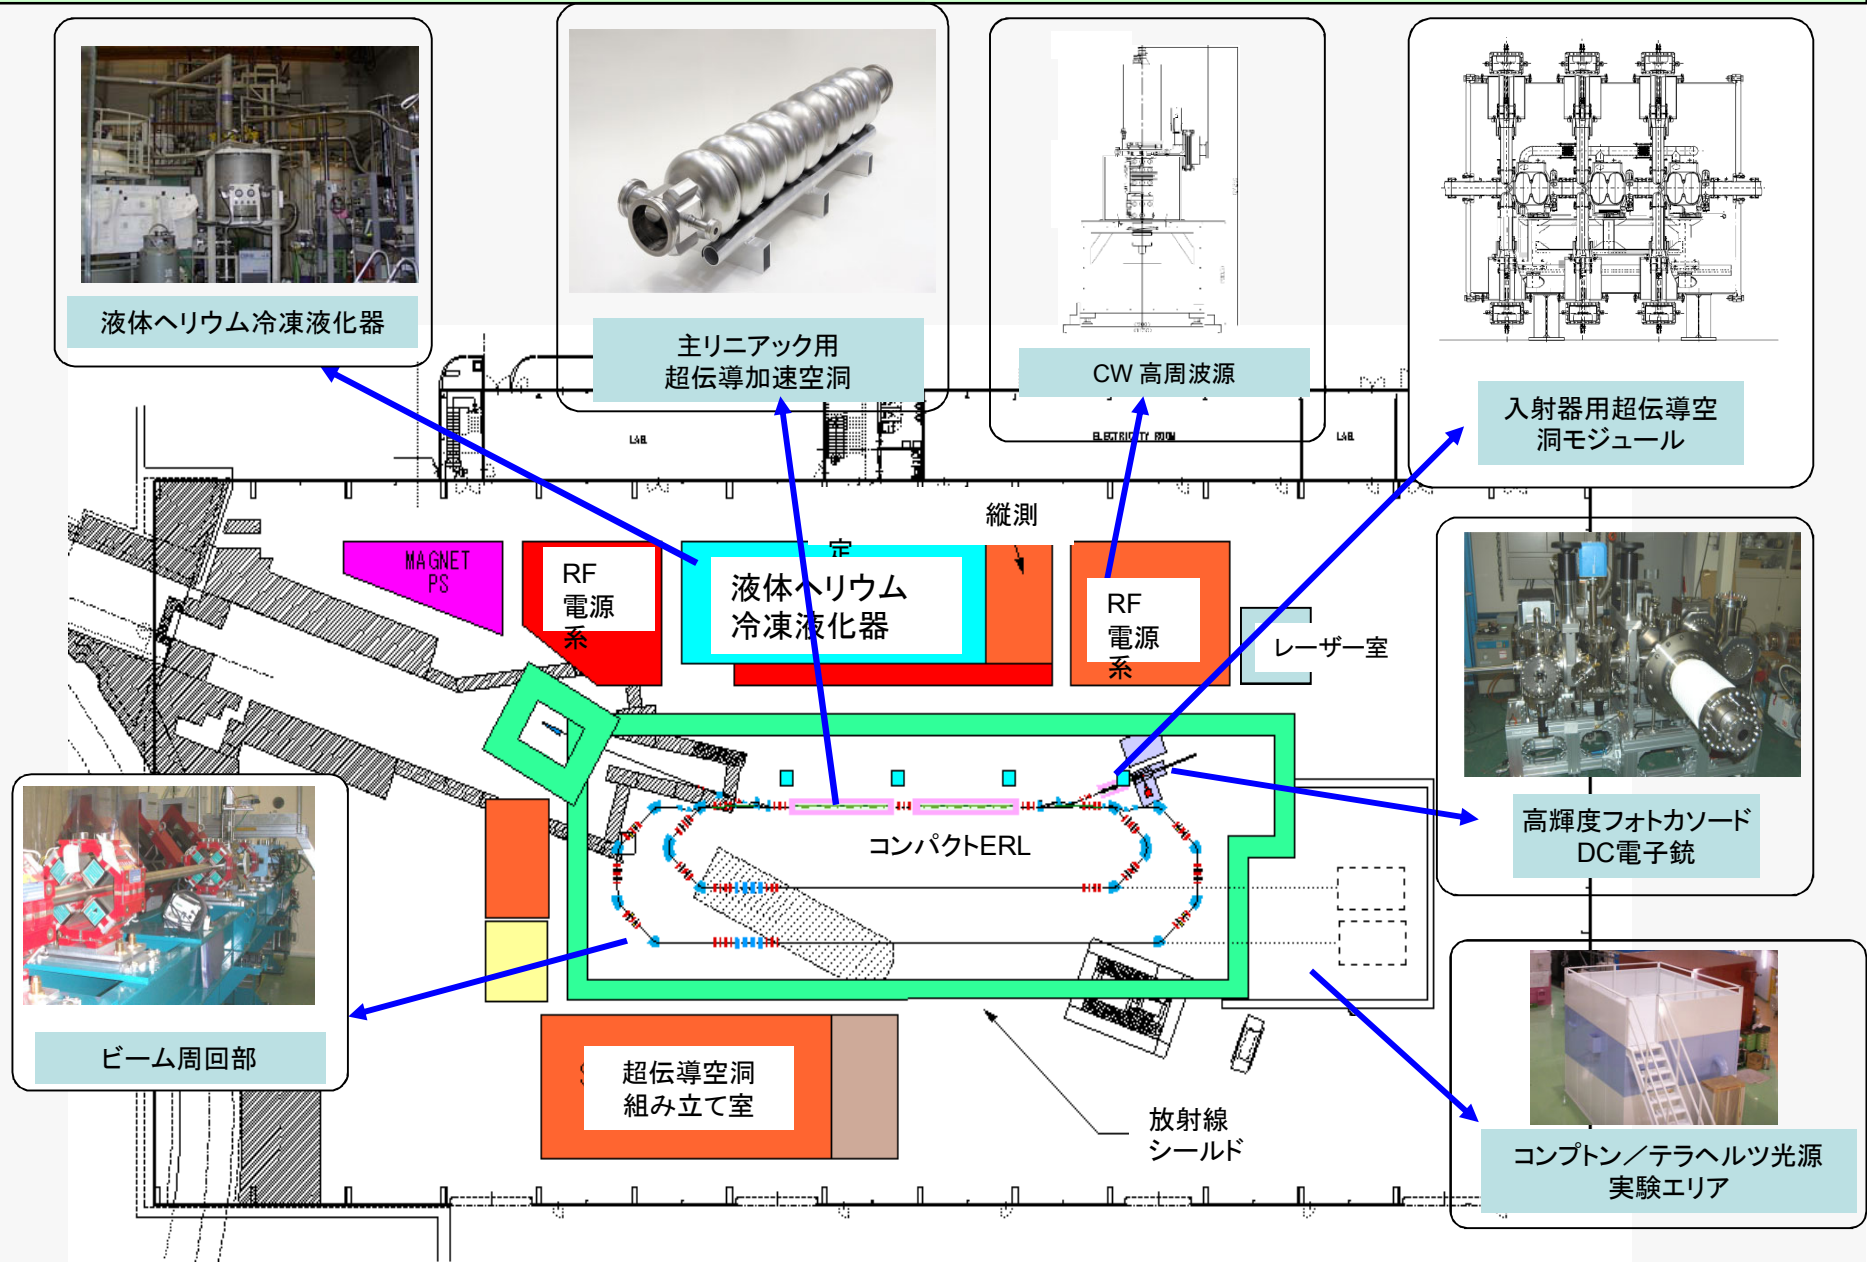 液体ヘリウム冷凍液化器
主リニアック用
超伝導加速空洞
CW 高周波源
入射器用超伝導空
洞モジュール
LAB.
ELECTRICITY ROOM
LAB.
縦測
定
MAGNET
PS
RF
電源
系
液体ヘリウム
冷凍液化器
RF
電源
系
レーザー室
高輝度フォトカソード
DC電子銃
コンパクトERL
ビーム周回部
超伝導空洞
組み立て室
放射線
シールド
コンプトン／テラヘルツ光源
実験エリア